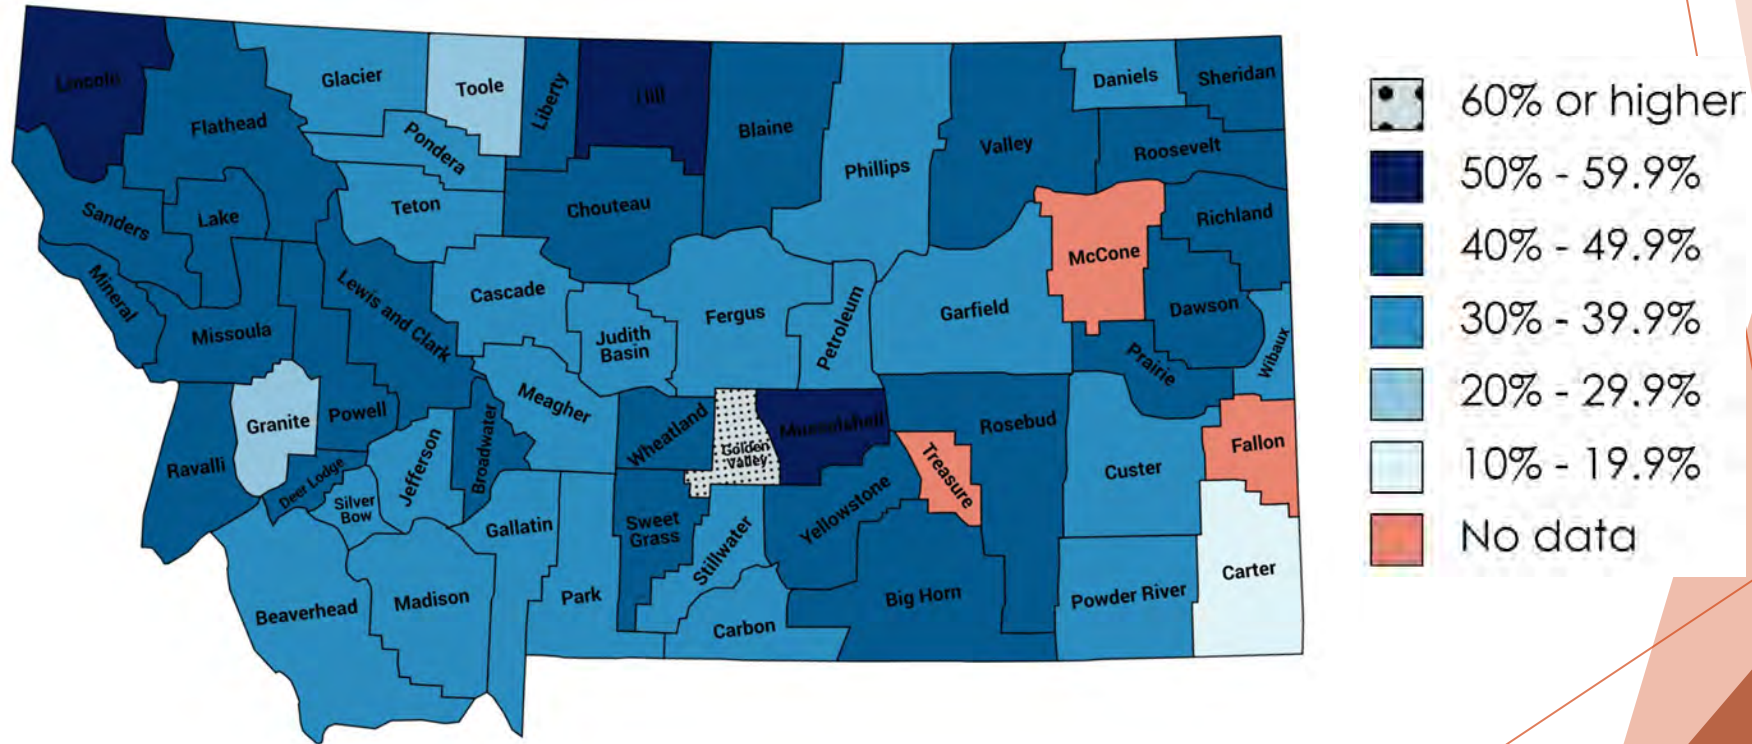 Lincoln
Flathead
Glacier
Toole
Liberty
Hill
Blaine
Phillips
Valley
Daniels
Sheridan
Roosevelt
Pondera
Teton
Chouteau
Sanders
Lake
Richland
McCone
Mineral
Missoula
Lewis and Clark
Cascade
Judith
Basin
Fergus
Petroleum
Garfield
Dawson
Prairie
Wibaux
Granite
Powell
Meagher
Wheatland
Golden
Valley
Musselshell
Rosebud
Treasure
Custer
Fallon
Ravalli
Deer Lodge
Silver
Bow
Jefferson
Broadwater
Gallatin
Sweet
Grass
Stillwater
Yellowstone
Beaverhead
Madison
Park
Carbon
Big Horn
Powder River
Carter
60% or higher
50% - 59.9%
40% - 49.9%
30% - 39.9%
20% - 29.9%
10% - 19.9%
No data